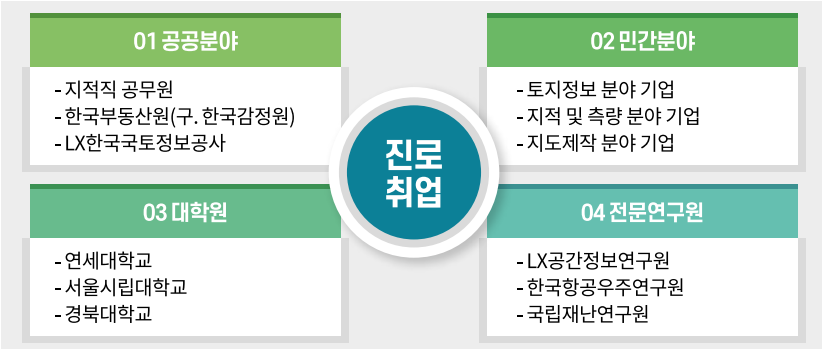 01 공공분야
- 지적직 공무원
- 한국부동산원(구. 한국감정원)
- LX한국국토정보공사
02 민간분야
- 토지정보 분야 기업
- 지적 및 측량 분야 기업
- 지도제작 분야 기업
진로
취업
03 대학원
- 연세대학교
- 서울시립대학교
- 경북대학교
04 전문연구원
- LX공간정보연구원
- 한국항공우주연구원
- 국립재난연구원